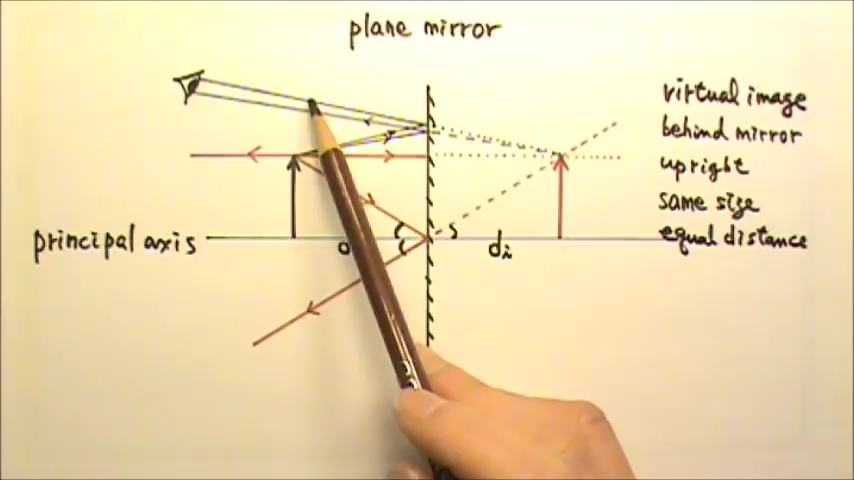 plane mirror
virtual image
behind mirror
upright
same size
principal axis
di
equal distance